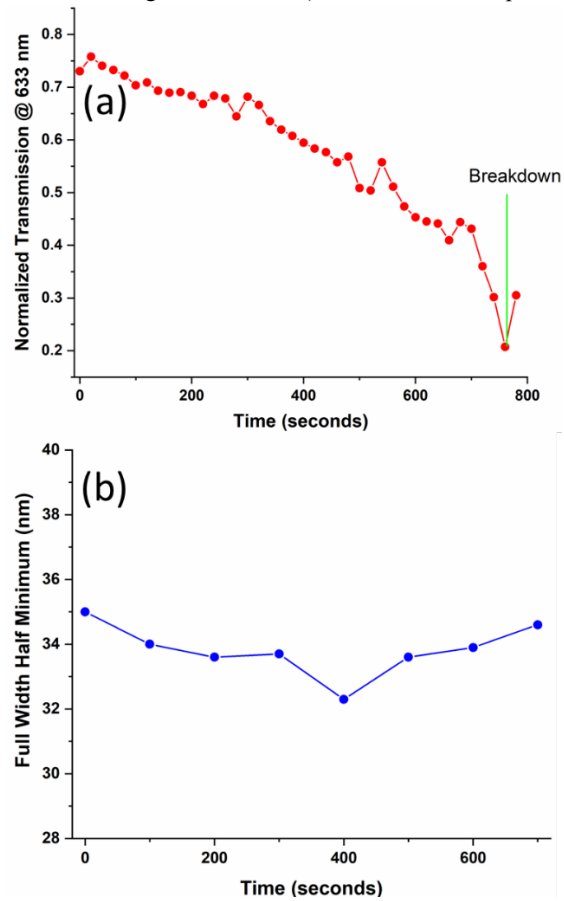 0.8
0.7
0.6
0.5
0.4
0.3
0.2
Normalized Transmission @ 633 nm
(a)
Breakdown
0 200 400 600 800
Time (seconds)
40
38
36
34
32
30
28
Full Width Half Minimum (nm)
(b)
0 200 400 600
Time (seconds)